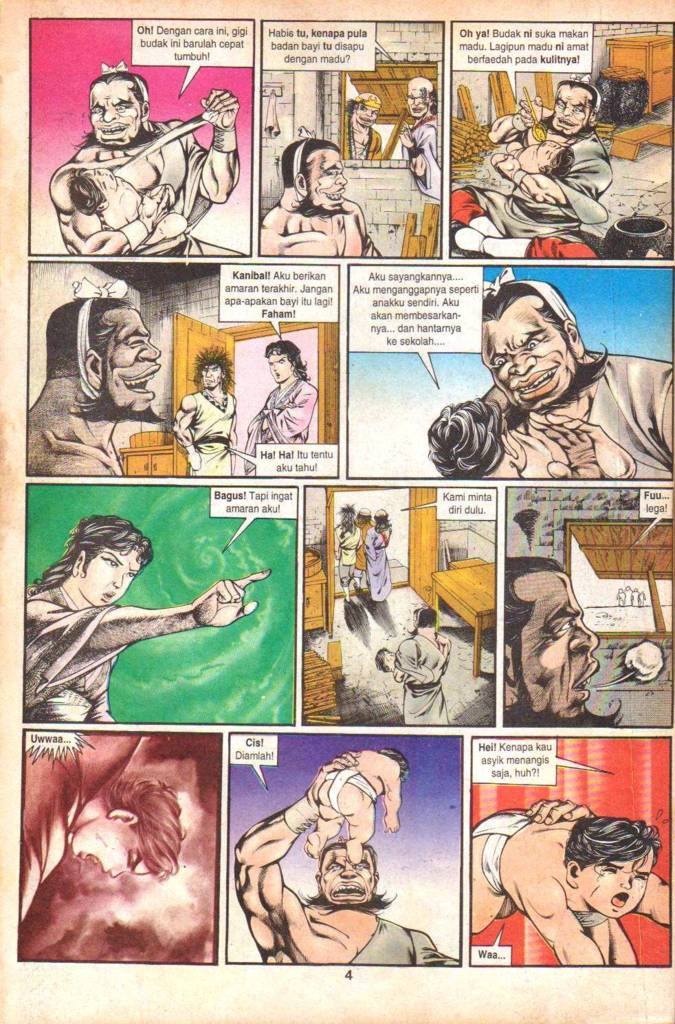 Oh! Dengan cara ini, gigi
budak ini barulah cepat
tumbuh!
Habis tu, kenapa pula
badan bayi tu disapu
dengan madu?
Oh ya! Budak ni suka makan
madu. Lagipun madu ni amat
berfaedah pada kulitnya!
Kanibal! Aku berikan
amaran terakhir. Jangan
apa-apakan bayi itu lagi!
Faham!
Ha! Ha! Itu tentu
aku tahu!
Aku sayangkannya....
Aku menganggapnya seperti
anakku sendiri. Aku
akan membesarkan-
nya... dan hantarnya
ke sekolah....
Bagus! Tapi ingat
amaran aku!
Kami minta
diri dulu.
Fuu...
lega!
Uwwaa...
Cis!
Diamlah!
Hei! Kenapa kau
asyik menangis
saja, huh?!
Waa...
4